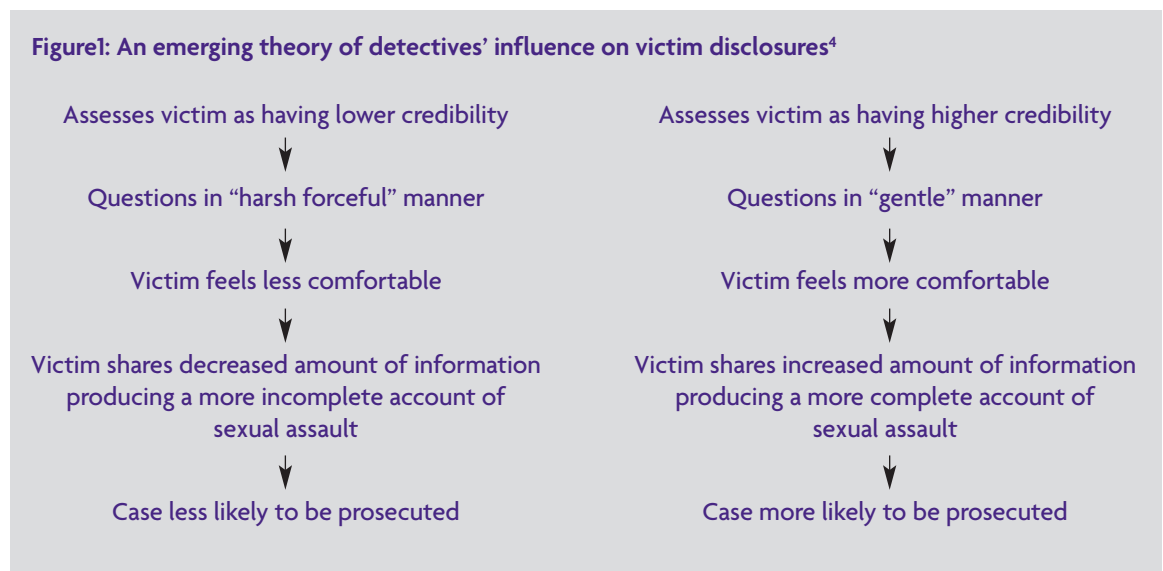 Figure1: An emerging theory of detectives’ influence on victim disclosures⁴
Assesses victim as having lower credibility
Questions in “harsh forceful” manner
Victim feels less comfortable
Victim shares decreased amount of information
producing a more incomplete account of
sexual assault
Case less likely to be prosecuted
Assesses victim as having higher credibility
Questions in “gentle” manner
Victim feels more comfortable
Victim shares increased amount of information
producing a more complete account of
sexual assault
Case more likely to be prosecuted